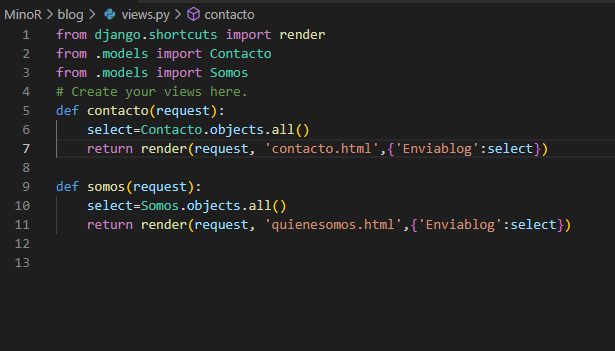 MinoR > blog > views.py > contacto
1 from django.shortcuts import render
2 from .models import Contacto
3 from .models import Somos
4 # Create your views here.
5 def contacto(request):
6     select=Contacto.objects.all()
7     return render(request, 'contacto.html',{'Enviablog':select})
8
9 def somos(request):
10     select=Somos.objects.all()
11     return render(request, 'quienesomos.html',{'Enviablog':select})
12
13